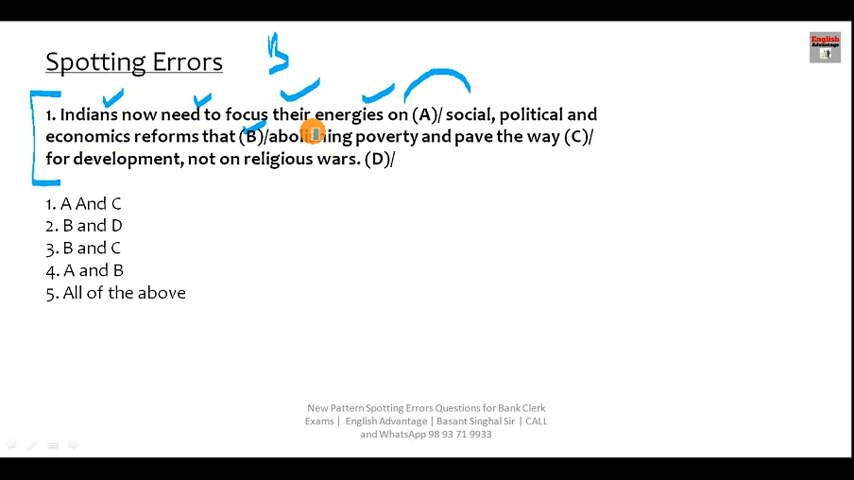 English
Advantage
Spotting Errors
B
1. Indians now need to focus their energies on (A)/ social, political and
economics reforms that (B)/abolishing poverty and pave the way (C)/
for development, not on religious wars. (D)/
1. A And C
2. B and D
3. B and C
4. A and B
5. All of the above
New Pattern Spotting Errors Questions for Bank Clerk
Exams | English Advantage | Basant Singhal Sir | CALL
and WhatsApp 98 93 71 9933